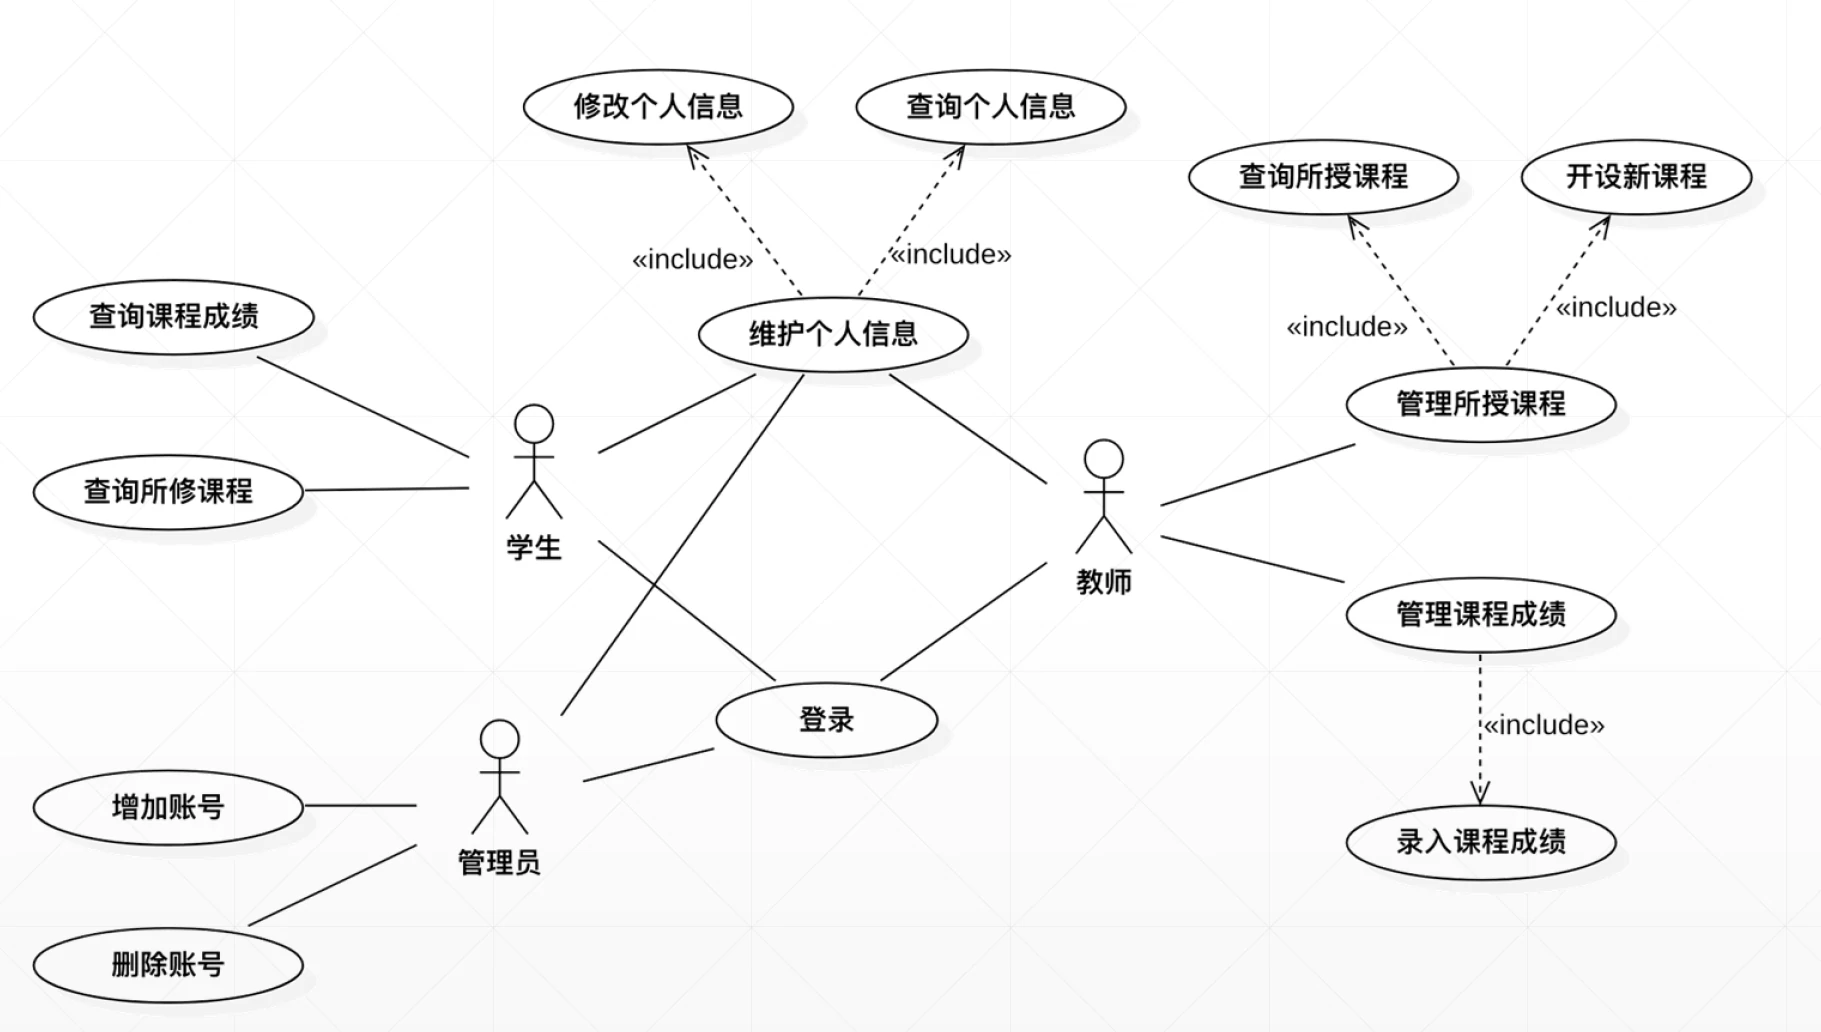 修改个人信息
查询个人信息
查询所授课程
开设新课程
«include»
«include»
«include»
«include»
查询课程成绩
维护个人信息
管理所授课程
查询所修课程
学生
教师
管理课程成绩
登录
«include»
增加账号
管理员
录入课程成绩
删除账号